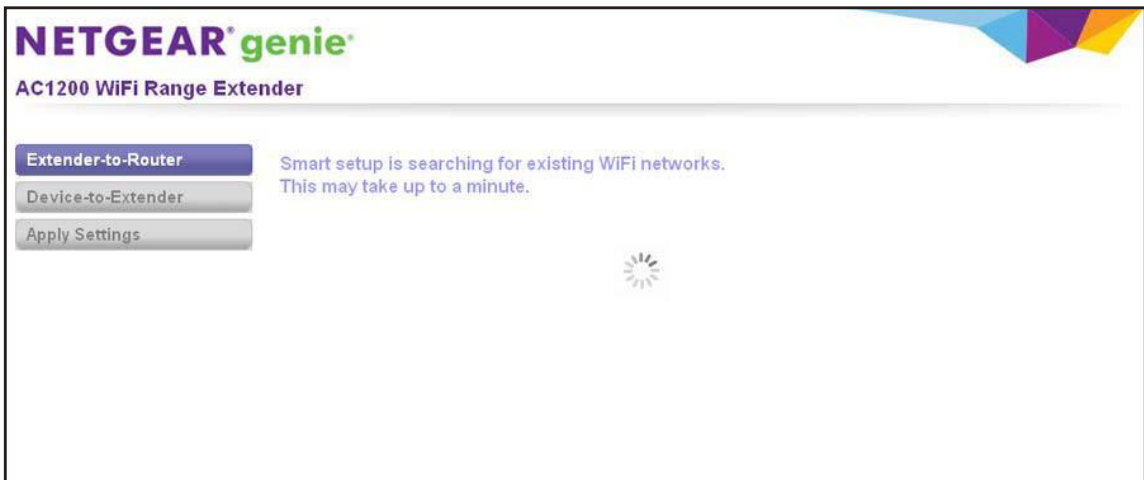 NETGEAR® genie®
AC1200 WiFi Range Extender
Extender-to-Router
Device-to-Extender
Apply Settings
Smart setup is searching for existing WiFi networks.
This may take up to a minute.